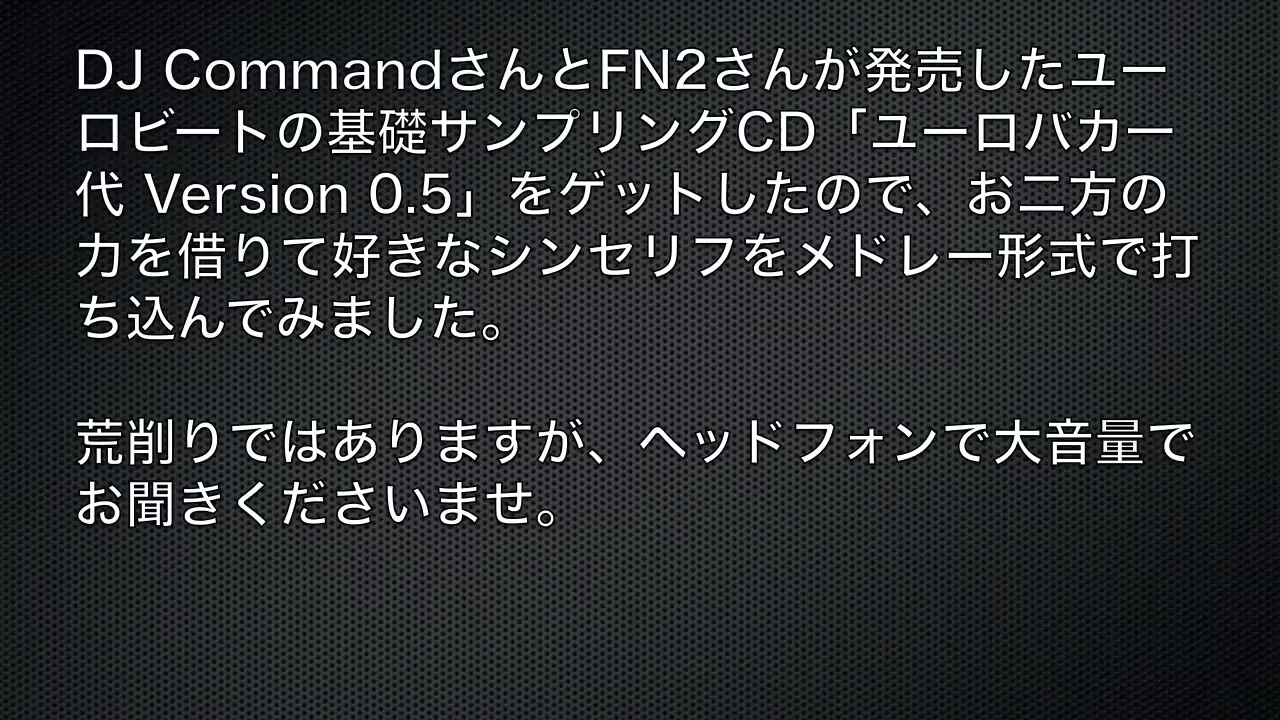 DJ CommandさんとFN2さんが発売したユー
ロビートの基礎サンプリングCD「ユーロバカ一
代 Version 0.5」をゲットしたので、お二方の
力を借りて好きなシンセリフをメドレー形式で打
ち込んでみました。
荒削りではありますが、ヘッドフォンで大音量で
お聞きくださいませ。